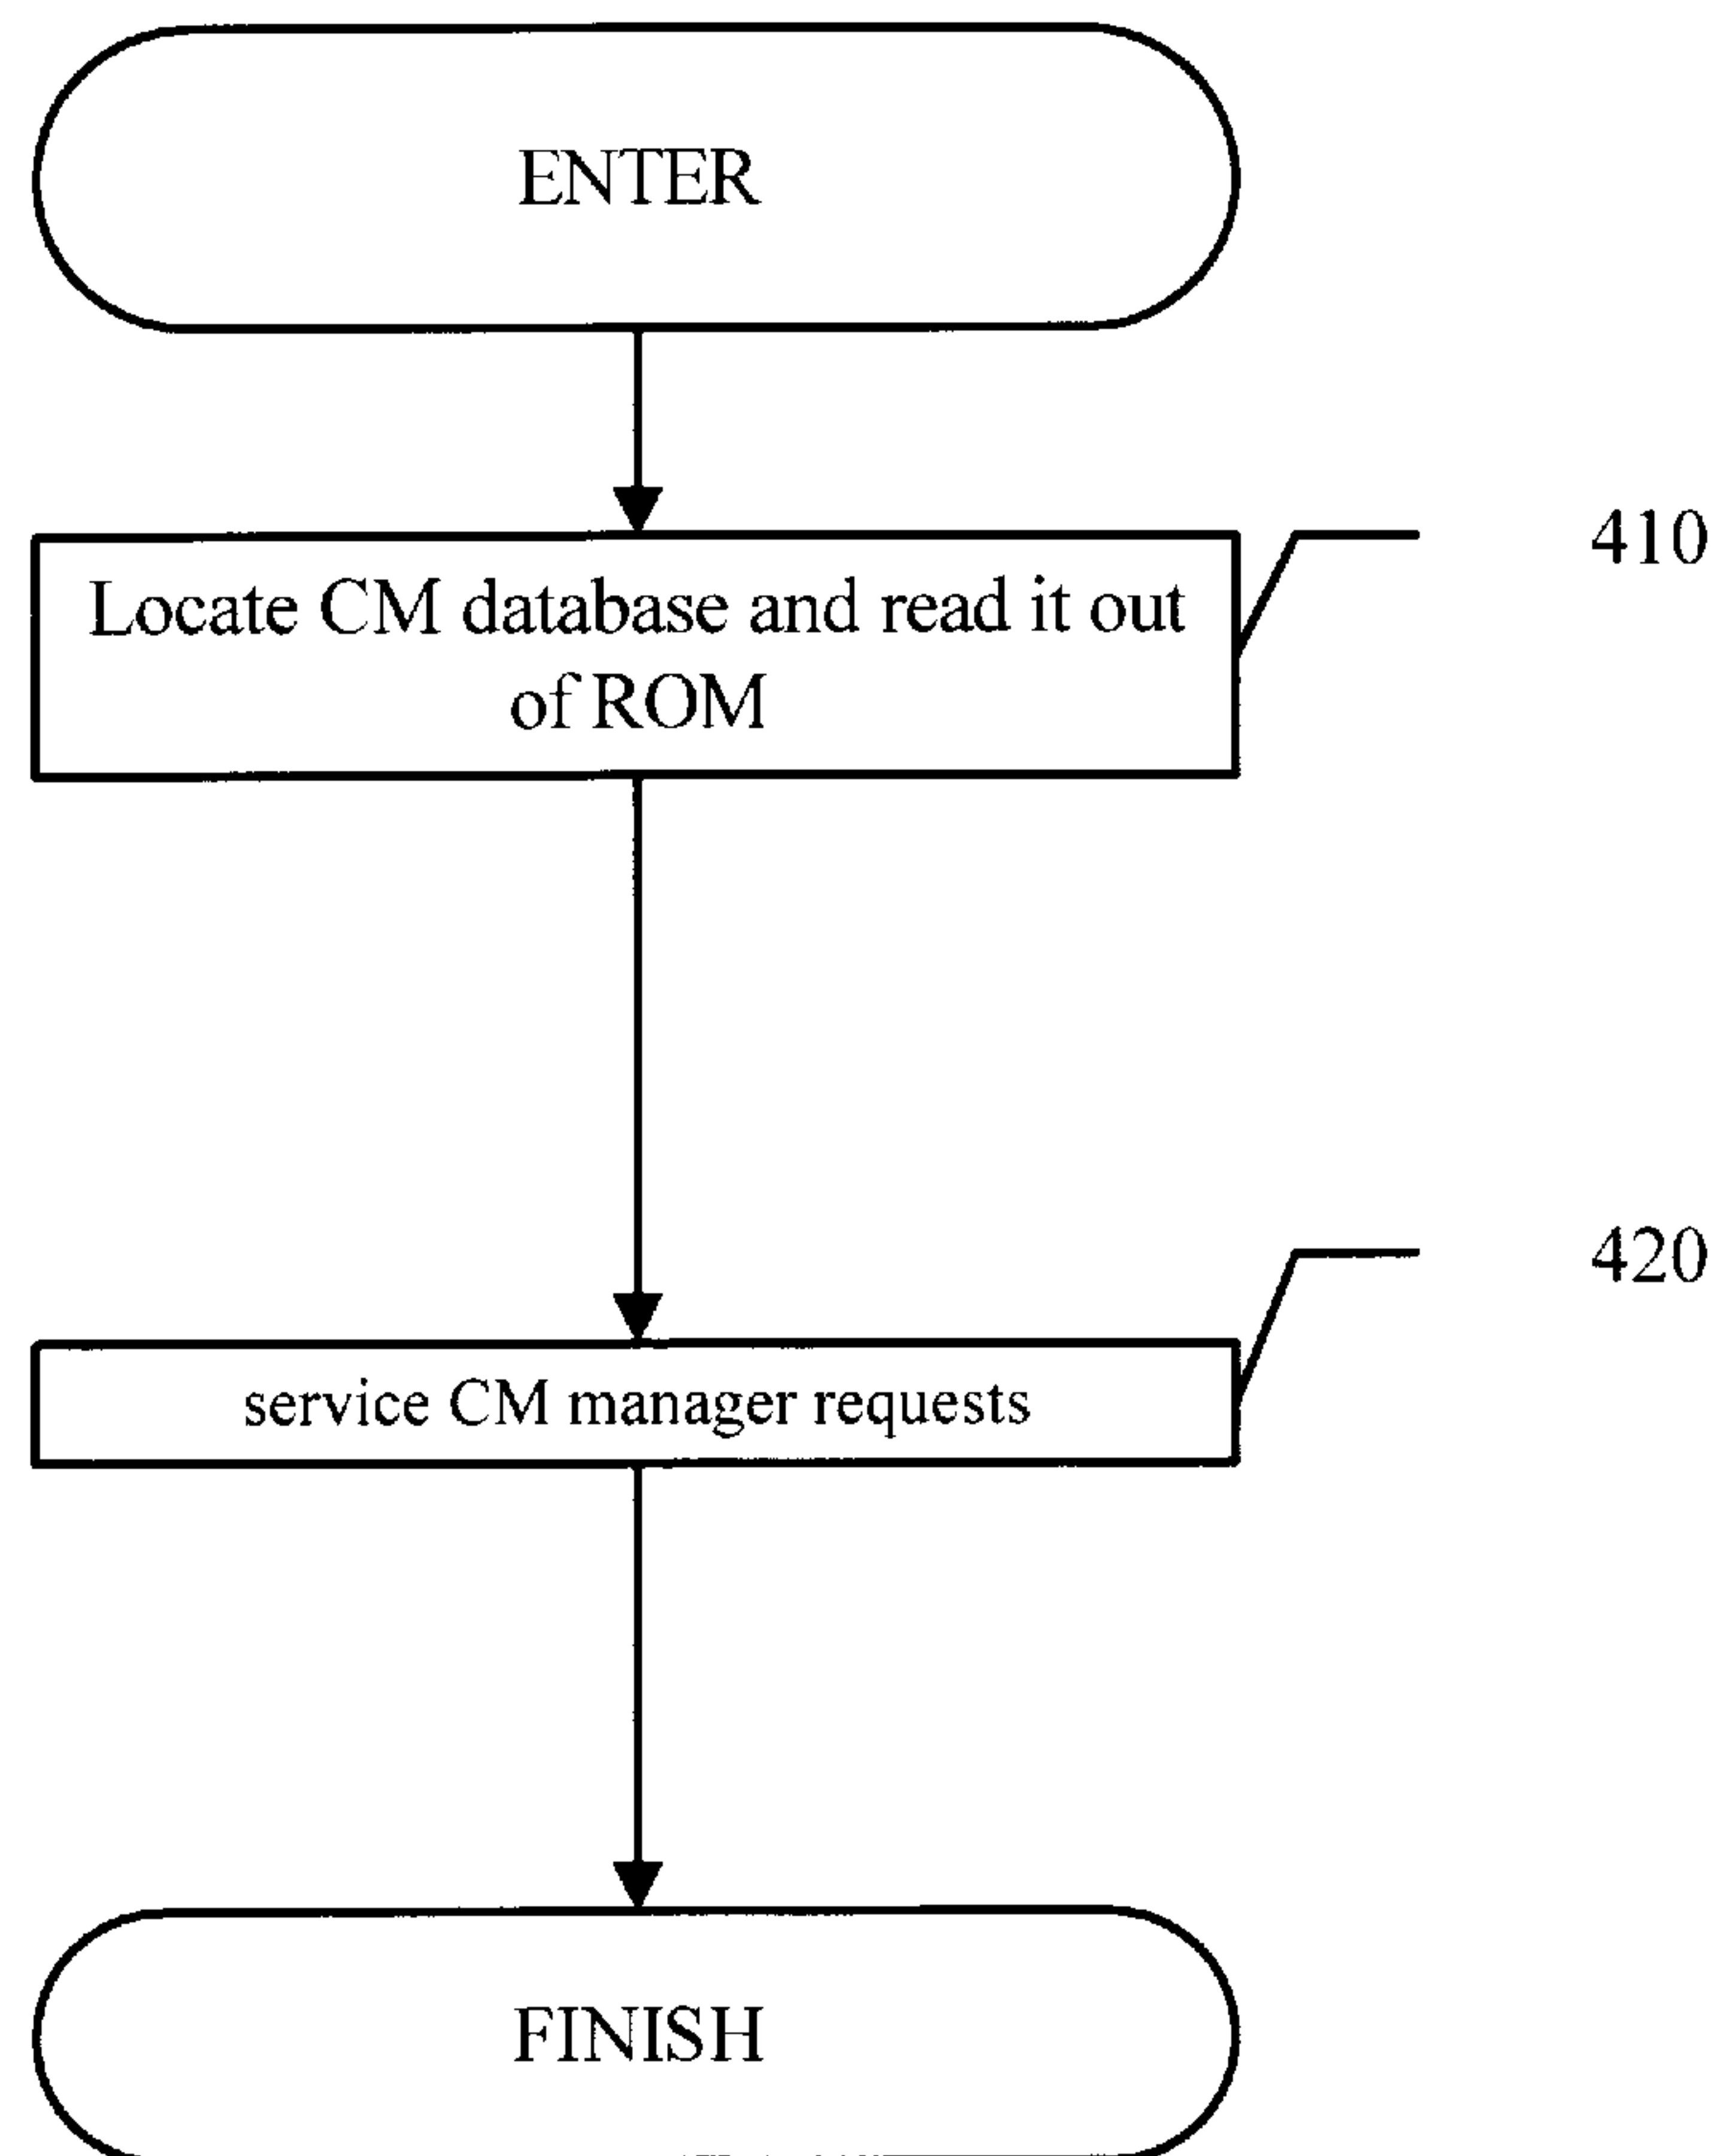 ENTER
410
Locate CM database and read it out
of ROM
420
service CM manager requests
FINISH